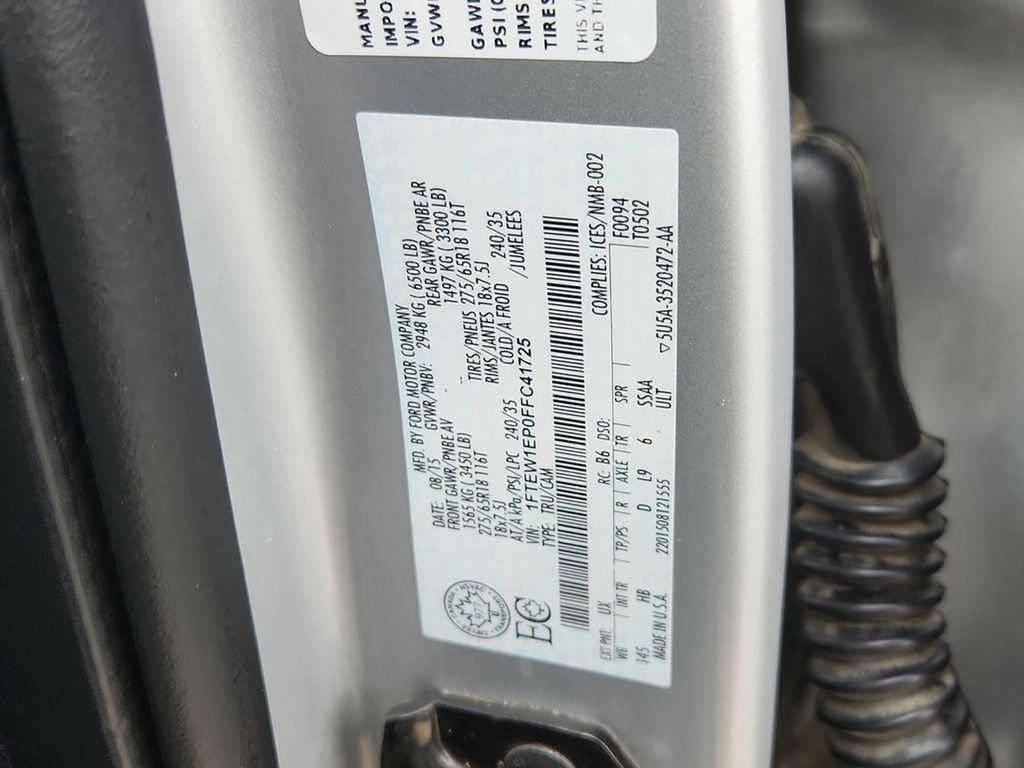 MANU
IMPO
VIN:
GVW
GAW
PSI (C
RIMS
TIRES
THIS VE
AND TH
MFD. BY FORD MOTOR COMPANY
DATE: 08/15 GVWR/PNBV: 2948 KG ( 6500 LB)
FRONT GAWR/PNBE AV REAR GAWR/PNBE AR
1565 KG ( 3450LB) 1497 KG ( 3300 LB)
275/65R18 116T TIRES/PNEUS 275/65R18 116T
18x7.5J RIMS/JANTES 18x7.5J
AT/A kPa/PSI/LPC 240/35 COLD/A FROID 240/35
VIN: 1FTEW1EP0FFC41725 /JUMELEES
TYPE: TRU/CAM
EC
COMPLIES: ICES/NMB-002
EXT PNT: UX RC: B6 DSO: F0094
WB INT TR TP/PS R AXLE TR SPR T0502
145 HB D L9 6 SSAA
ULT
MADE IN U.S.A. 2201508121555 ▽5U5A-3520472-AA